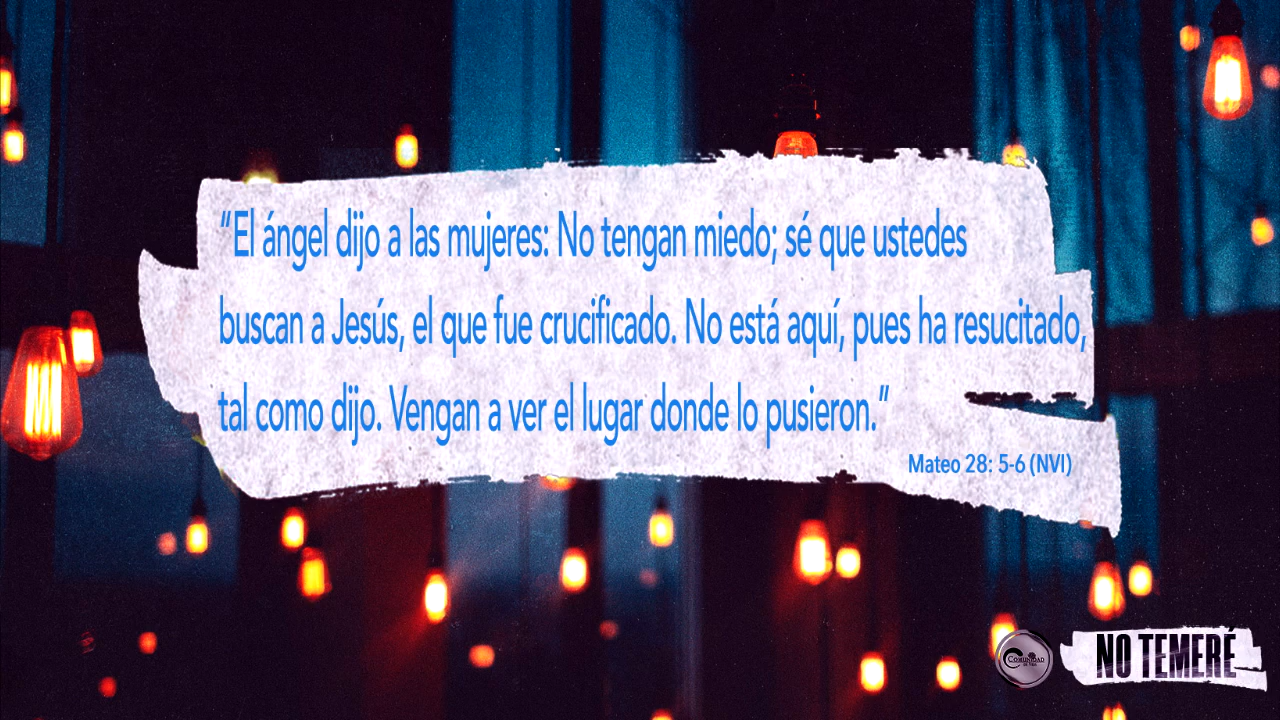 “El ángel dijo a las mujeres: No tengan miedo; sé que ustedes
buscan a Jesús, el que fue crucificado. No está aquí, pues ha resucitado,
tal como dijo. Vengan a ver el lugar donde lo pusieron.”
Mateo 28: 5-6 (NVI)
COMUNIDAD
NO TEMERÉ